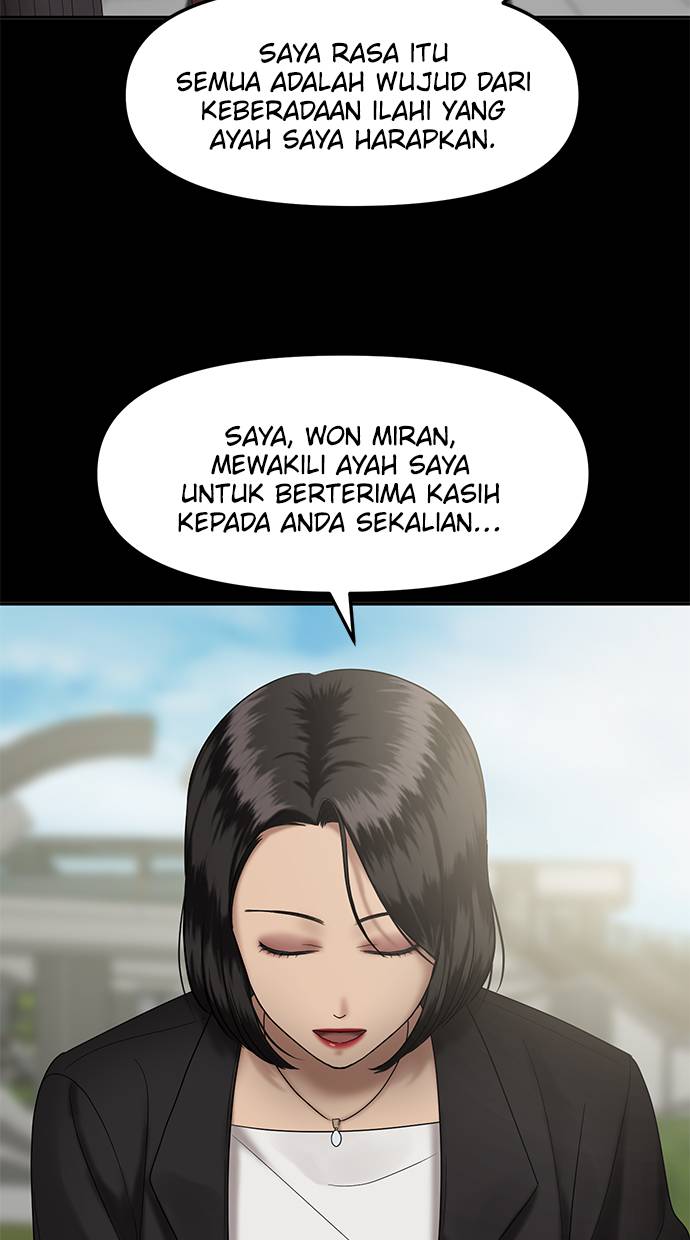 SAYA RASA ITU
SEMUA ADALAH WUJUD DARI
KEBERADAAN ILAHI YANG
AYAH SAYA HARAPKAN.
SAYA, WON MIRAN,
MEWAKILI AYAH SAYA
UNTUK BERTERIMA KASIH
KEPADA ANDA SEKALIAN...